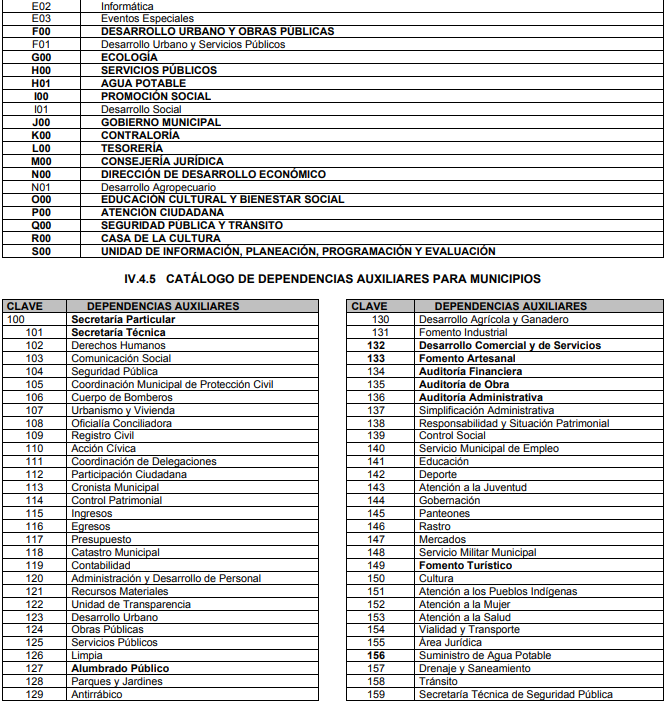 E02 Informática
E03 Eventos Especiales
F00 DESARROLLO URBANO Y OBRAS PÚBLICAS
F01 Desarrollo Urbano y Servicios Públicos
G00 ECOLOGÍA
H00 SERVICIOS PÚBLICOS
H01 AGUA POTABLE
I00 PROMOCIÓN SOCIAL
I01 Desarrollo Social
J00 GOBIERNO MUNICIPAL
K00 CONTRALORÍA
L00 TESORERÍA
M00 CONSEJERÍA JURÍDICA
N00 DIRECCIÓN DE DESARROLLO ECONÓMICO
N01 Desarrollo Agropecuario
O00 EDUCACIÓN CULTURAL Y BIENESTAR SOCIAL
P00 ATENCIÓN CIUDADANA
Q00 SEGURIDAD PÚBLICA Y TRÁNSITO
R00 CASA DE LA CULTURA
S00 UNIDAD DE INFORMACIÓN, PLANEACIÓN, PROGRAMACIÓN Y EVALUACIÓN
IV.4.5 CATÁLOGO DE DEPENDENCIAS AUXILIARES PARA MUNICIPIOS
CLAVE DEPENDENCIAS AUXILIARES
100 Secretaría Particular
101 Secretaría Técnica
102 Derechos Humanos
103 Comunicación Social
104 Seguridad Pública
105 Coordinación Municipal de Protección Civil
106 Cuerpo de Bomberos
107 Urbanismo y Vivienda
108 Oficialía Conciliadora
109 Registro Civil
110 Acción Cívica
111 Coordinación de Delegaciones
112 Participación Ciudadana
113 Cronista Municipal
114 Control Patrimonial
115 Ingresos
116 Egresos
117 Presupuesto
118 Catastro Municipal
119 Contabilidad
120 Administración y Desarrollo de Personal
121 Recursos Materiales
122 Unidad de Transparencia
123 Desarrollo Urbano
124 Obras Públicas
125 Servicios Públicos
126 Limpia
127 Alumbrado Público
128 Parques y Jardines
129 Antirrábico
CLAVE DEPENDENCIAS AUXILIARES
130 Desarrollo Agrícola y Ganadero
131 Fomento Industrial
132 Desarrollo Comercial y de Servicios
133 Fomento Artesanal
134 Auditoría Financiera
135 Auditoría de Obra
136 Auditoría Administrativa
137 Simplificación Administrativa
138 Responsabilidad y Situación Patrimonial
139 Control Social
140 Servicio Municipal de Empleo
141 Educación
142 Deporte
143 Atención a la Juventud
144 Gobernación
145 Panteones
146 Rastro
147 Mercados
148 Servicio Militar Municipal
149 Fomento Turístico
150 Cultura
151 Atención a los Pueblos Indígenas
152 Atención a la Mujer
153 Atención a la Salud
154 Vialidad y Transporte
155 Área Jurídica
156 Suministro de Agua Potable
157 Drenaje y Saneamiento
158 Tránsito
159 Secretaría Técnica de Seguridad Pública